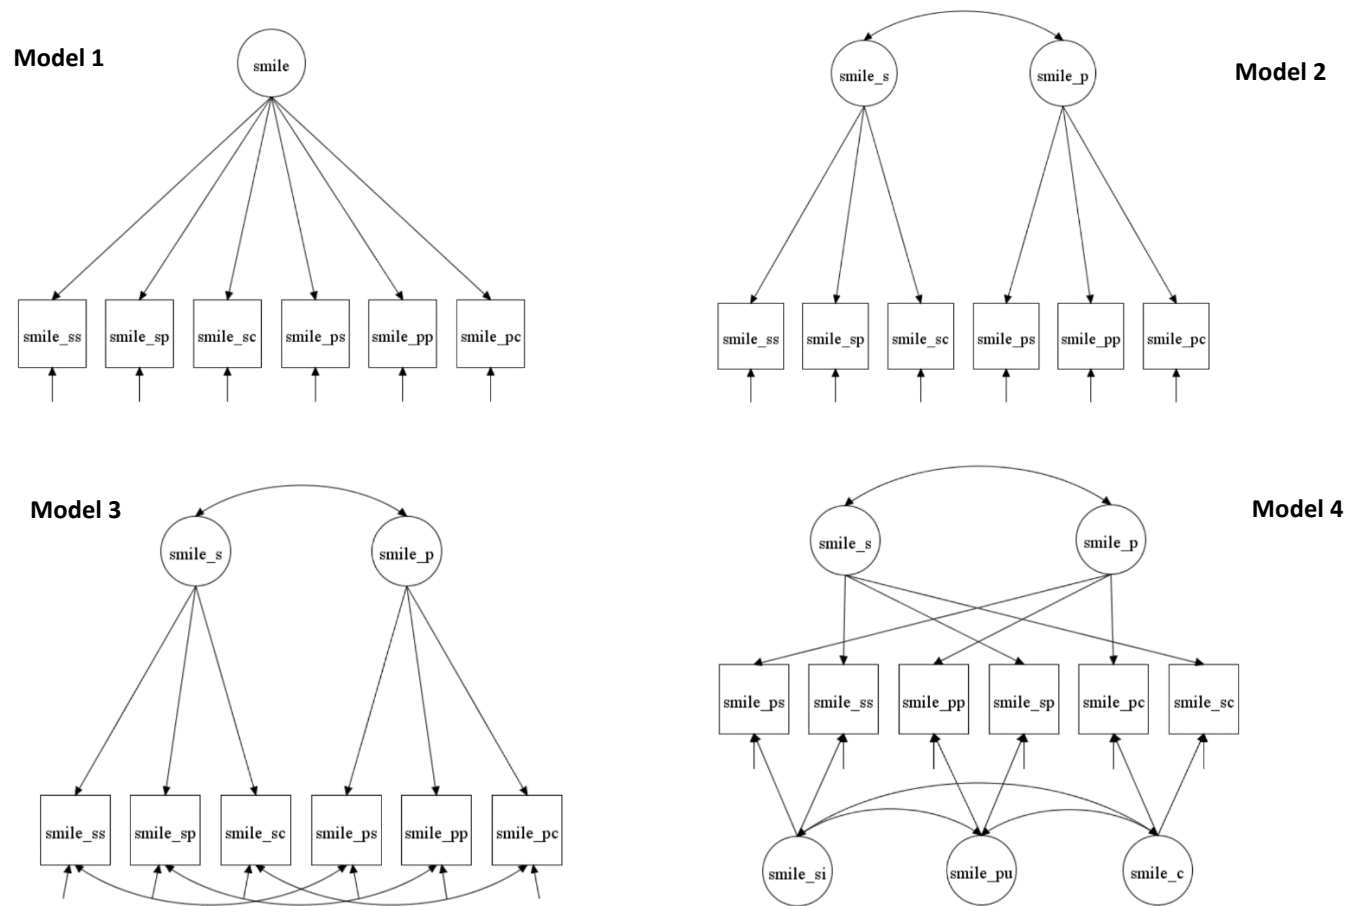 Model 1
smile
smile_ss
smile_sp
smile_sc
smile_ps
smile_pp
smile_pc
Model 2
smile_s
smile_p
smile_ss
smile_sp
smile_sc
smile_ps
smile_pp
smile_pc
Model 3
smile_s
smile_p
smile_ss
smile_sp
smile_sc
smile_ps
smile_pp
smile_pc
Model 4
smile_s
smile_p
smile_ps
smile_ss
smile_pp
smile_sp
smile_pc
smile_sc
smile_si
smile_pu
smile_c